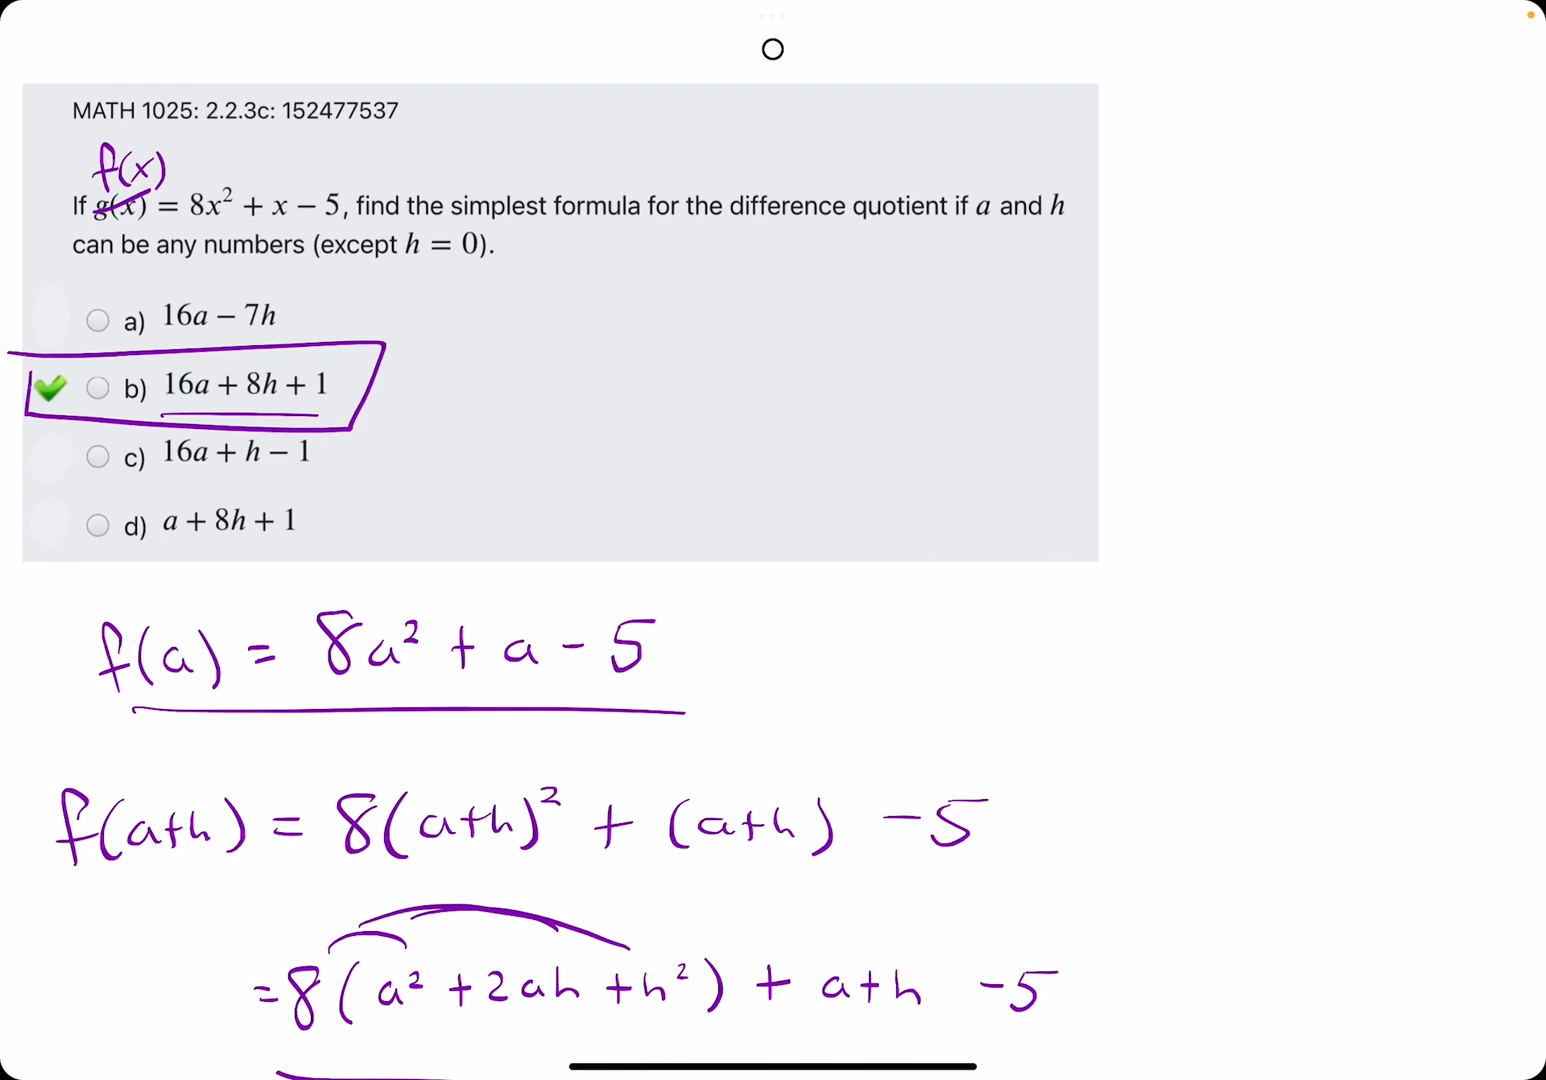 MATH 1025: 2.2.3c: 152477537
f(x)
If g(x) = 8x² + x − 5, find the simplest formula for the difference quotient if a and h
can be any numbers (except h = 0).
a) 16a − 7h
b) 16a + 8h + 1
c) 16a + h − 1
d) a + 8h + 1
f(a) = 8a² + a - 5
f(a+h) = 8(a+h)² + (a+h) - 5
= 8(a² + 2ah + h²) + a+h - 5